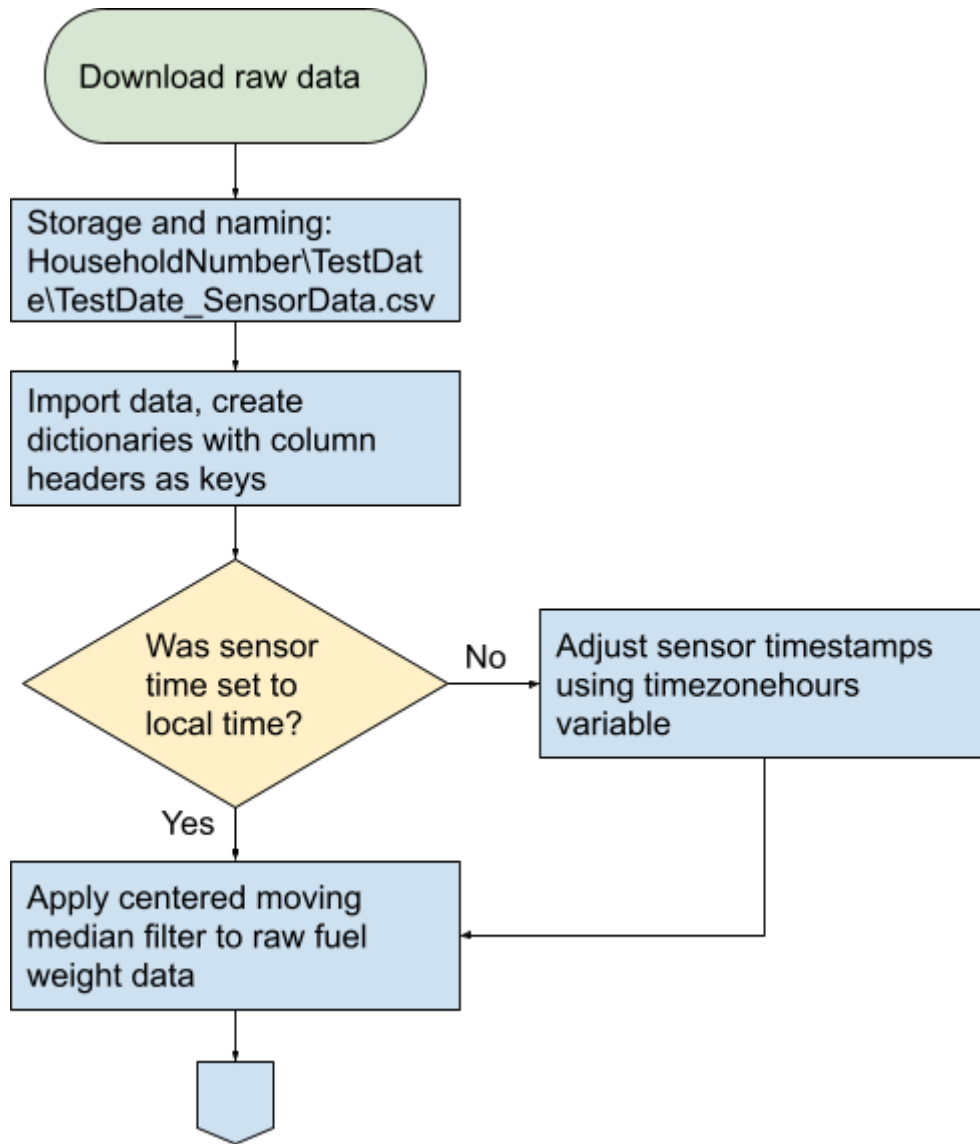 Download raw data
Storage and naming:
HouseholdNumber\TestDat
e\TestDate_SensorData.csv
Import data, create
dictionaries with column
headers as keys
Was sensor
time set to
local time?
No
Adjust sensor timestamps
using timezonehours
variable
Yes
Apply centered moving
median filter to raw fuel
weight data